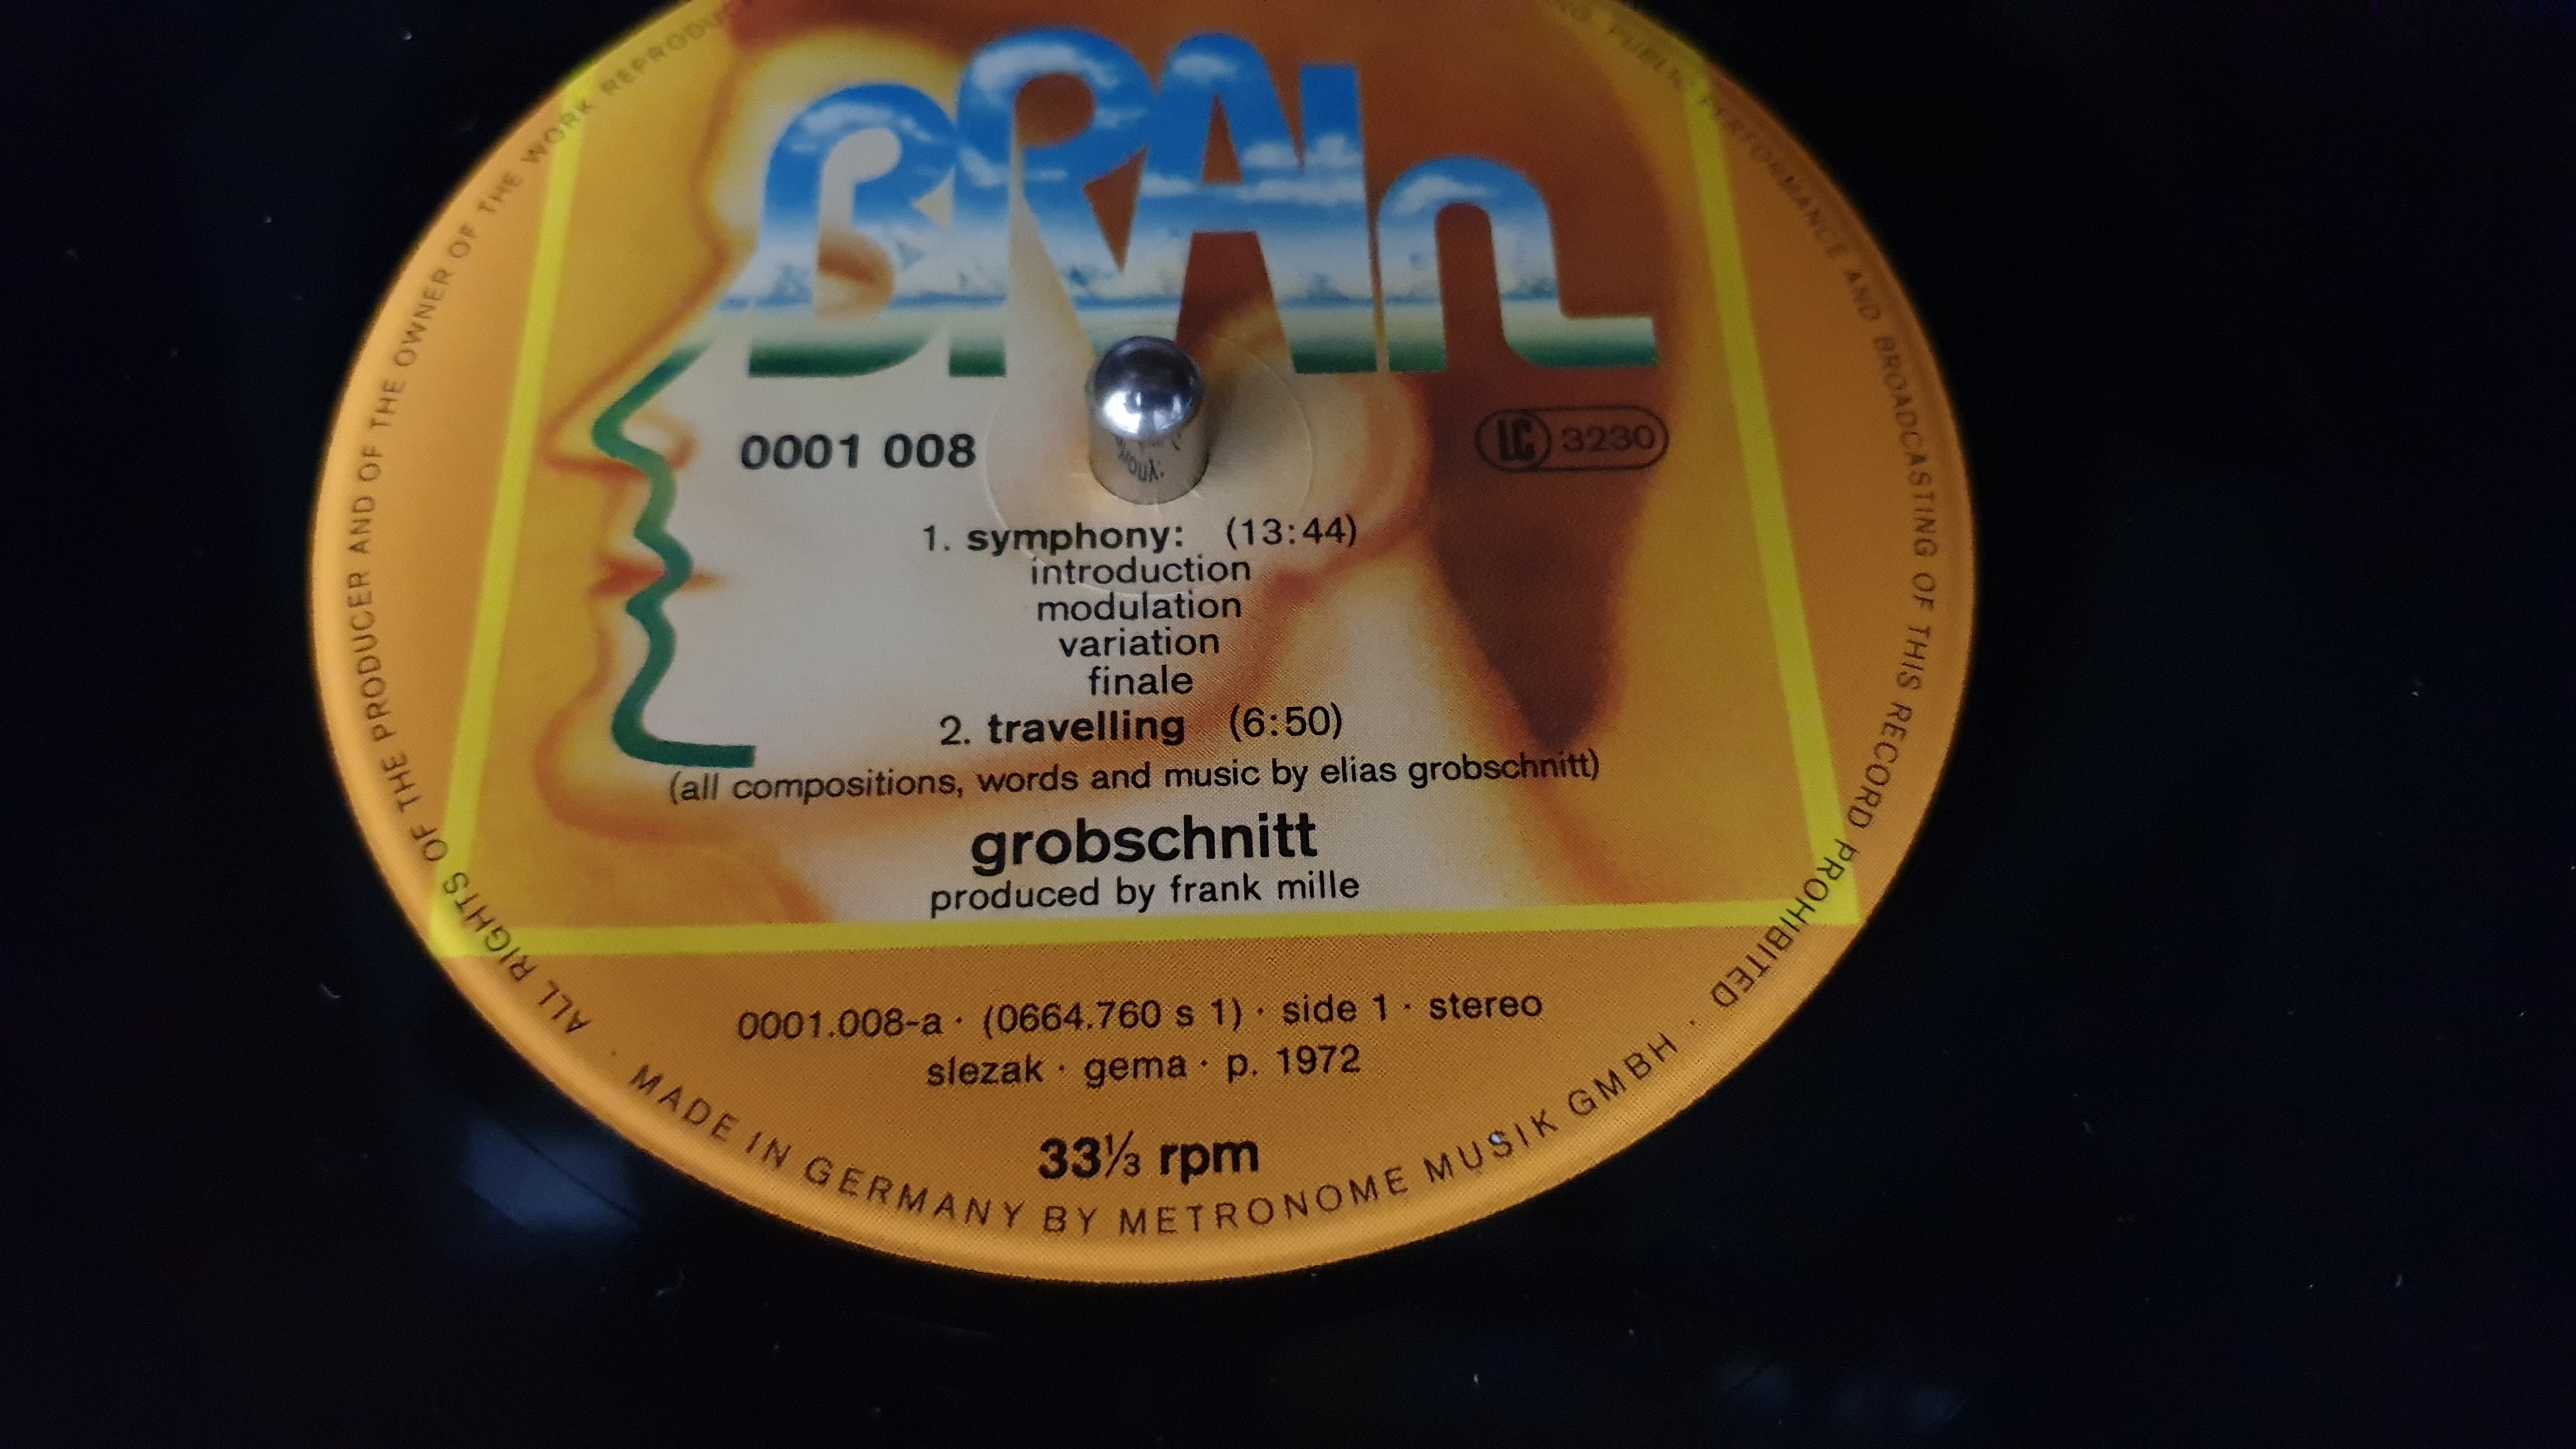 BRAIN
0001 008
LC 3230
1. symphony: (13:44)
introduction
modulation
variation
finale
2. travelling (6:50)
(all compositions, words and music by elias grobschnitt)
grobschnitt
produced by frank mille
0001.008-a · (0664.760 s 1) · side 1 · stereo
slezak · gema · p. 1972
33⅓ rpm
ALL RIGHTS OF THE PRODUCER AND OF THE OWNER OF THE WORK
PUBLIC PERFORMANCE AND BROADCASTING OF THIS RECORD PROHIBITED ·
MADE IN GERMANY BY METRONOME MUSIK GMBH ·